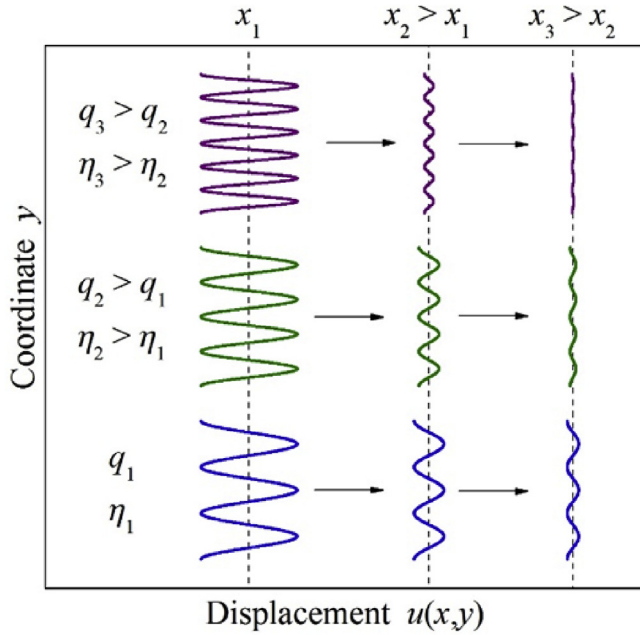 x₁ x₂ > x₁ x₃ > x₂
q₃ > q₂
η₃ > η₂
q₂ > q₁
η₂ > η₁
q₁
η₁
Coordinate y
Displacement u(x,y)